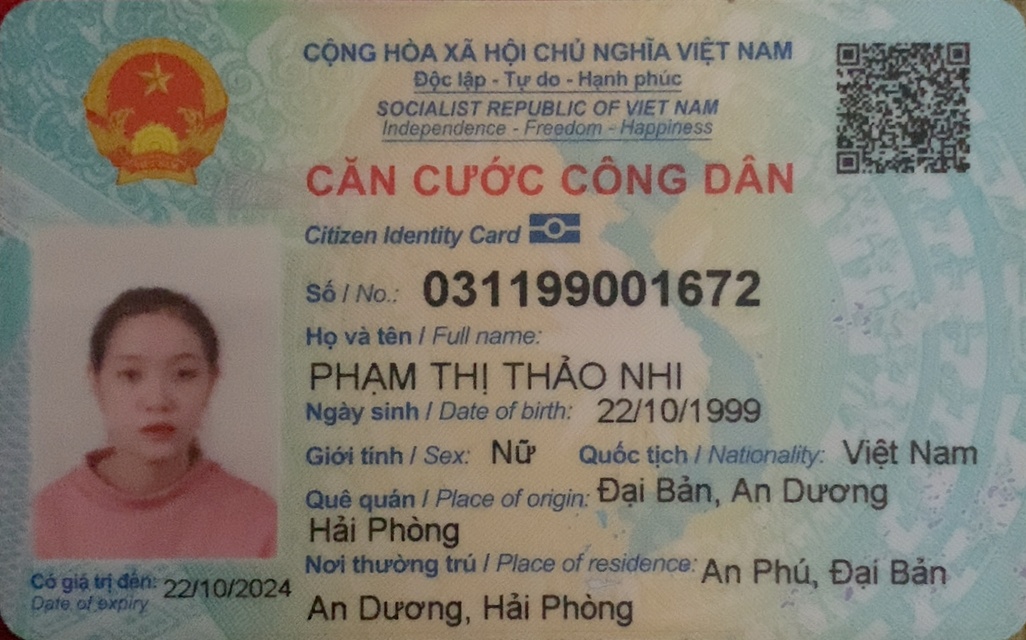 CỘNG HÒA XÃ HỘI CHỦ NGHĨA VIỆT NAM
Độc lập - Tự do - Hạnh phúc
SOCIALIST REPUBLIC OF VIET NAM
Independence - Freedom - Happiness
CĂN CƯỚC CÔNG DÂN
Citizen Identity Card
Số / No.: 031199001672
Họ và tên / Full name:
PHẠM THỊ THẢO NHI
Ngày sinh / Date of birth: 22/10/1999
Giới tính / Sex: Nữ Quốc tịch / Nationality: Việt Nam
Quê quán / Place of origin: Đại Bản, An Dương
Hải Phòng
Nơi thường trú / Place of residence: An Phú, Đại Bản
An Dương, Hải Phòng
Có giá trị đến: 22/10/2024
Date of expiry